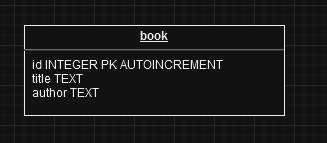 book
id INTEGER PK AUTOINCREMENT
title TEXT
author TEXT